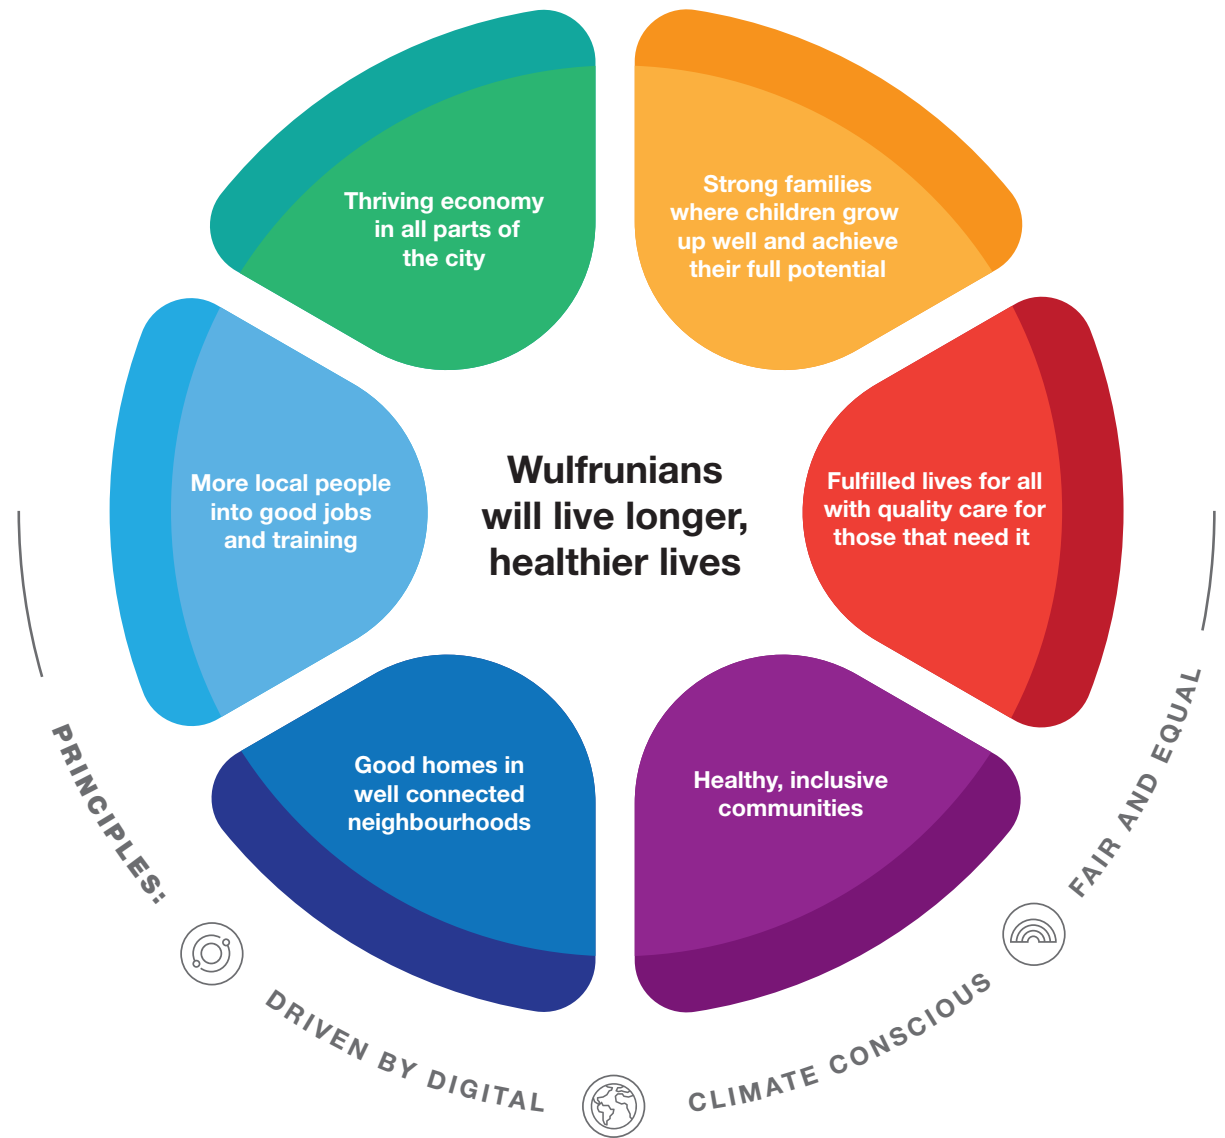 Thriving economy
in all parts of
the city
Strong families
where children grow
up well and achieve
their full potential
More local people
into good jobs
and training
Wulfrunians
will live longer,
healthier lives
Fulfilled lives for all
with quality care for
those that need it
Good homes in
well connected
neighbourhoods
Healthy, inclusive
communities
PRINCIPLES:
DRIVEN BY DIGITAL
CLIMATE CONSCIOUS
FAIR AND EQUAL